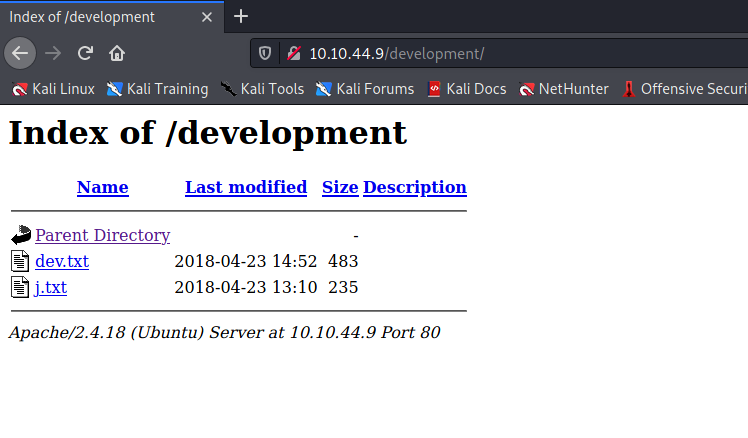 Index of /development
10.10.44.9/development/
Kali Linux Kali Training Kali Tools Kali Forums Kali Docs NetHunter Offensive Securi
Index of /development
Name Last modified Size Description
Parent Directory -
dev.txt 2018-04-23 14:52 483
j.txt 2018-04-23 13:10 235
Apache/2.4.18 (Ubuntu) Server at 10.10.44.9 Port 80